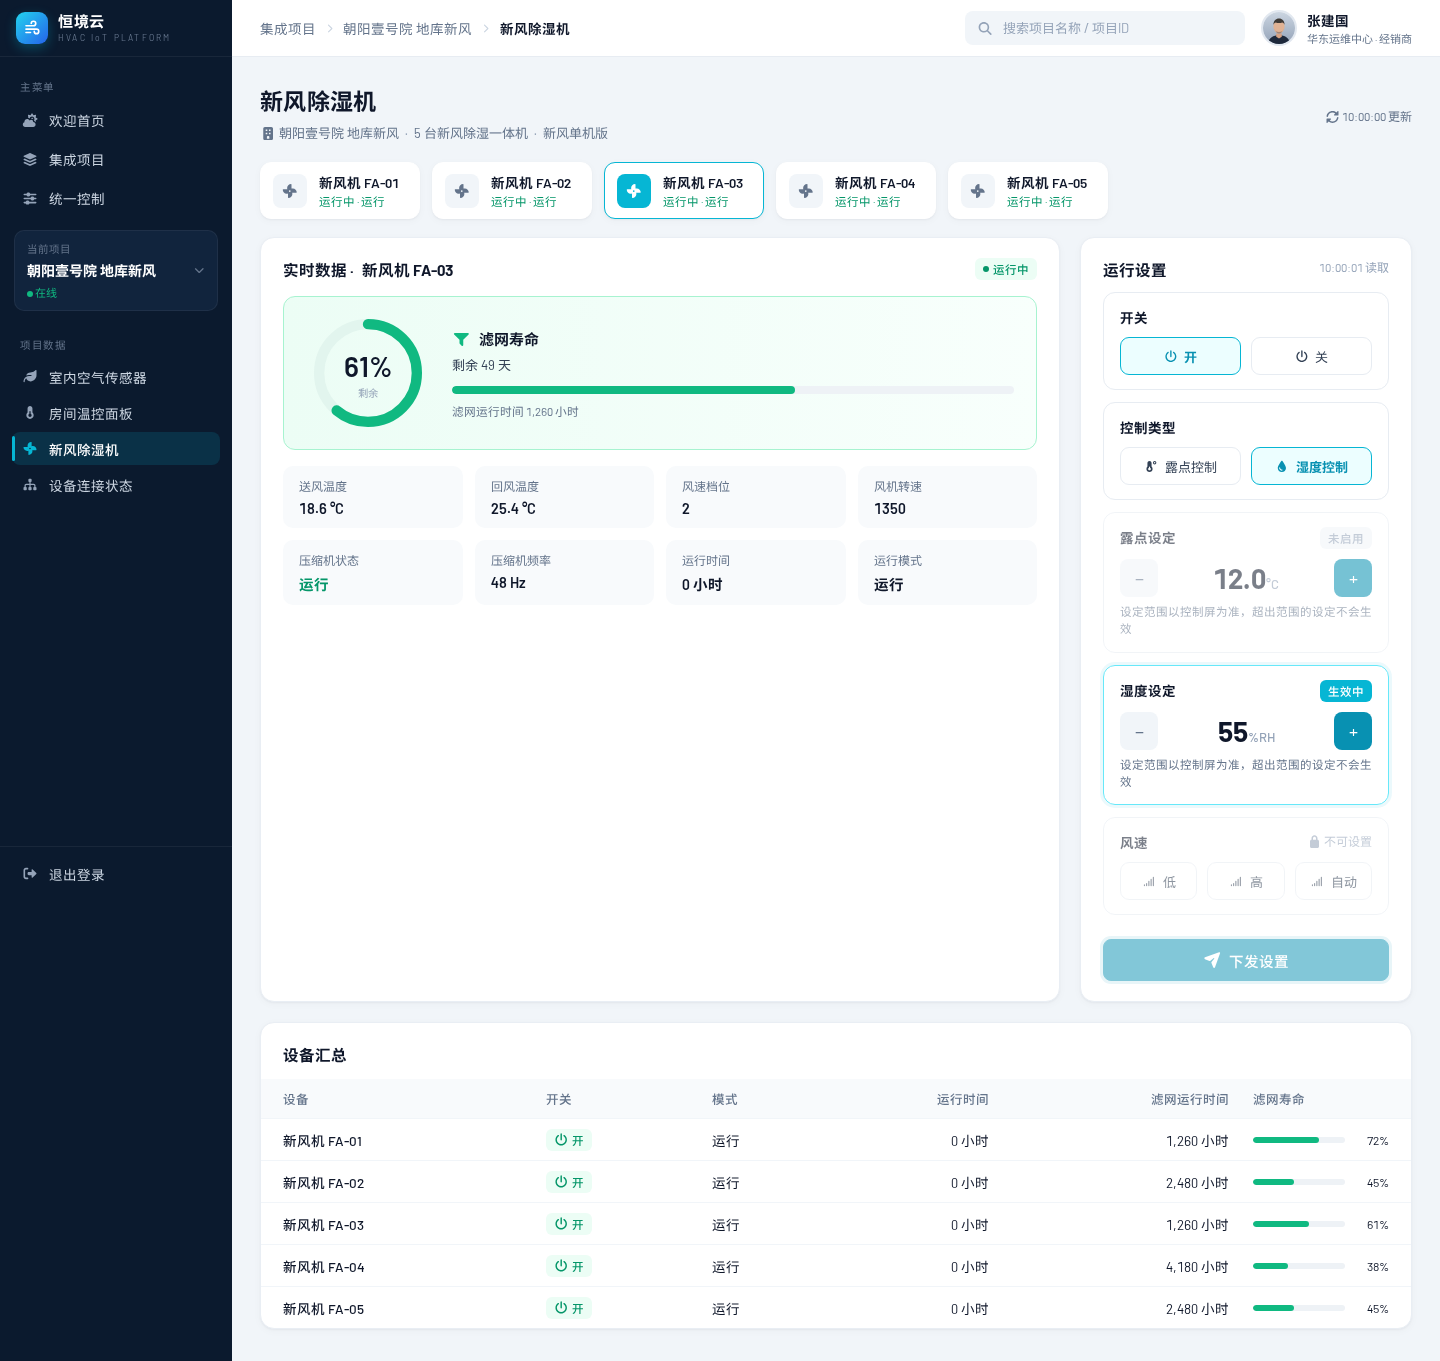 恒境云
HVAC IoT PLATFORM
主菜单
欢迎首页
集成项目
统一控制
当前项目
朝阳壹号院 地库新风
在线
项目数据
室内空气传感器
房间温控面板
新风除湿机
设备连接状态
退出登录
集成项目 > 朝阳壹号院 地库新风 > 新风除湿机
搜索项目名称 / 项目ID
张建国
华东运维中心 · 经销商
新风除湿机
朝阳壹号院 地库新风 · 5 台新风除湿一体机 · 新风单机版
10:00:00 更新
新风机 FA-01
运行中 · 运行
新风机 FA-02
运行中 · 运行
新风机 FA-03
运行中 · 运行
新风机 FA-04
运行中 · 运行
新风机 FA-05
运行中 · 运行
实时数据 · 新风机 FA-03
运行中
61%
剩余
滤网寿命
剩余 49 天
滤网运行时间 1,260 小时
送风温度
18.6 °C
回风温度
25.4 °C
风速档位
2
风机转速
1350
压缩机状态
运行
压缩机频率
48 Hz
运行时间
0 小时
运行模式
运行
运行设置
10:00:01 读取
开关
开
关
控制类型
露点控制
湿度控制
露点设定
未启用
− 12.0°C +
设定范围以控制屏为准，超出范围的设定不会生
效
湿度设定
生效中
− 55%RH +
设定范围以控制屏为准，超出范围的设定不会生
效
风速
不可设置
低
高
自动
下发设置
设备汇总
设备 开关 模式 运行时间 滤网运行时间 滤网寿命
新风机 FA-01 开 运行 0 小时 1,260 小时 72%
新风机 FA-02 开 运行 0 小时 2,480 小时 45%
新风机 FA-03 开 运行 0 小时 1,260 小时 61%
新风机 FA-04 开 运行 0 小时 4,180 小时 38%
新风机 FA-05 开 运行 0 小时 2,480 小时 45%